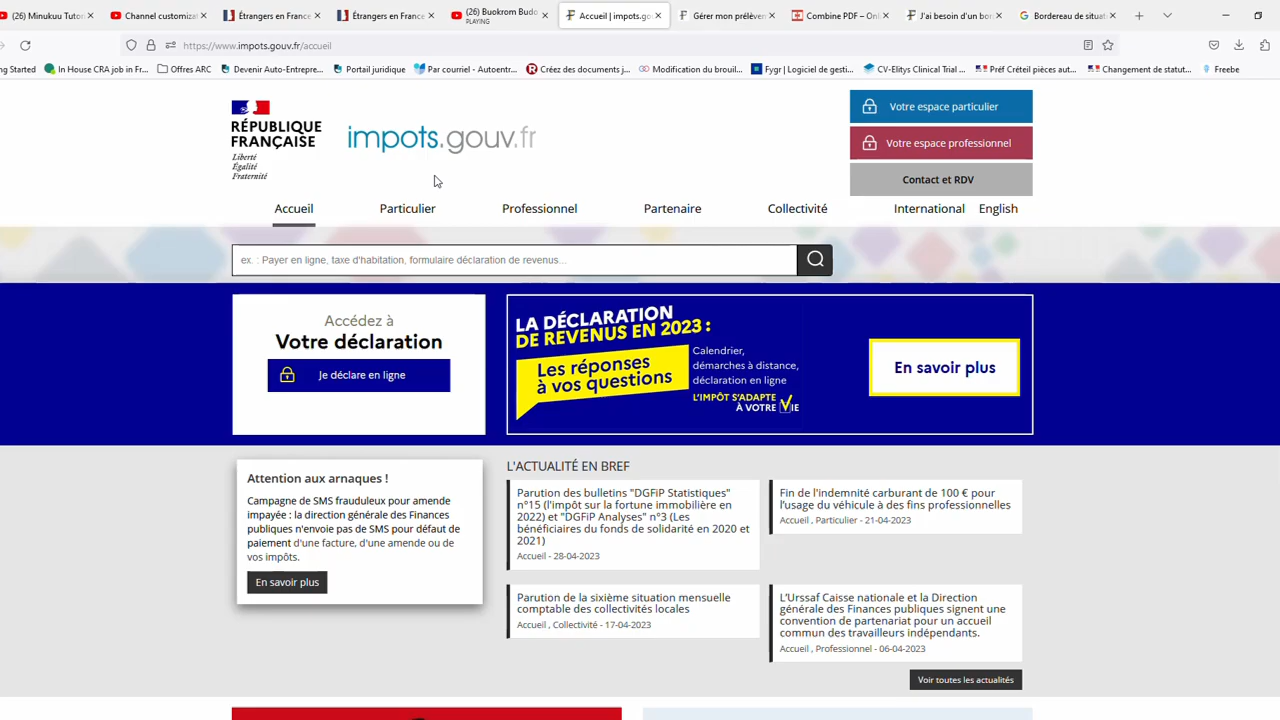 (26) Minukuu Tutor
Channel customizat
Étrangers en France
Étrangers en France
(26) Buokrom Budo
PLAYING
Accueil | impots.go
Gérer mon prélèven
Combine PDF – Onl
J'ai besoin d'un bor
Bordereau de situat
https://www.impots.gouv.fr/accueil
ing Started
In House CRA job in Fr...
Offres ARC
Devenir Auto-Entrepre...
Portail juridique
Par courriel - Autoentr...
Créez des documents j...
Modification du brouil...
Fygr | Logiciel de gesti...
CV-Elitys Clinical Trial ...
Préf Créteil pièces aut...
Changement de statut...
Freebe
RÉPUBLIQUE
FRANÇAISE
Liberté
Égalité
Fraternité
impots.gouv.fr
Votre espace particulier
Votre espace professionnel
Contact et RDV
Accueil
Particulier
Professionnel
Partenaire
Collectivité
International
English
ex. : Payer en ligne, taxe d'habitation, formulaire déclaration de revenus...
Accédez à
Votre déclaration
Je déclare en ligne
LA DÉCLARATION
DE REVENUS EN 2023 :
Les réponses
à vos questions
Calendrier,
démarches à distance,
déclaration en ligne
L'IMPÔT S'ADAPTE
À VOTRE VIE
En savoir plus
Attention aux arnaques !
Campagne de SMS frauduleux pour amende
impayée : la direction générale des Finances
publiques n'envoie pas de SMS pour défaut de
paiement d'une facture, d'une amende ou de
vos impôts.
En savoir plus
L'ACTUALITÉ EN BREF
Parution des bulletins "DGFiP Statistiques"
n°15 (l'impôt sur la fortune immobilière en
2022) et "DGFiP Analyses" n°3 (Les
bénéficiaires du fonds de solidarité en 2020 et
2021)
Accueil - 28-04-2023
Fin de l'indemnité carburant de 100 € pour
l'usage du véhicule à des fins professionnelles
Accueil , Particulier - 21-04-2023
Parution de la sixième situation mensuelle
comptable des collectivités locales
Accueil , Collectivité - 17-04-2023
L'Urssaf Caisse nationale et la Direction
générale des Finances publiques signent une
convention de partenariat pour un accueil
commun des travailleurs indépendants.
Accueil , Professionnel - 06-04-2023
Voir toutes les actualités